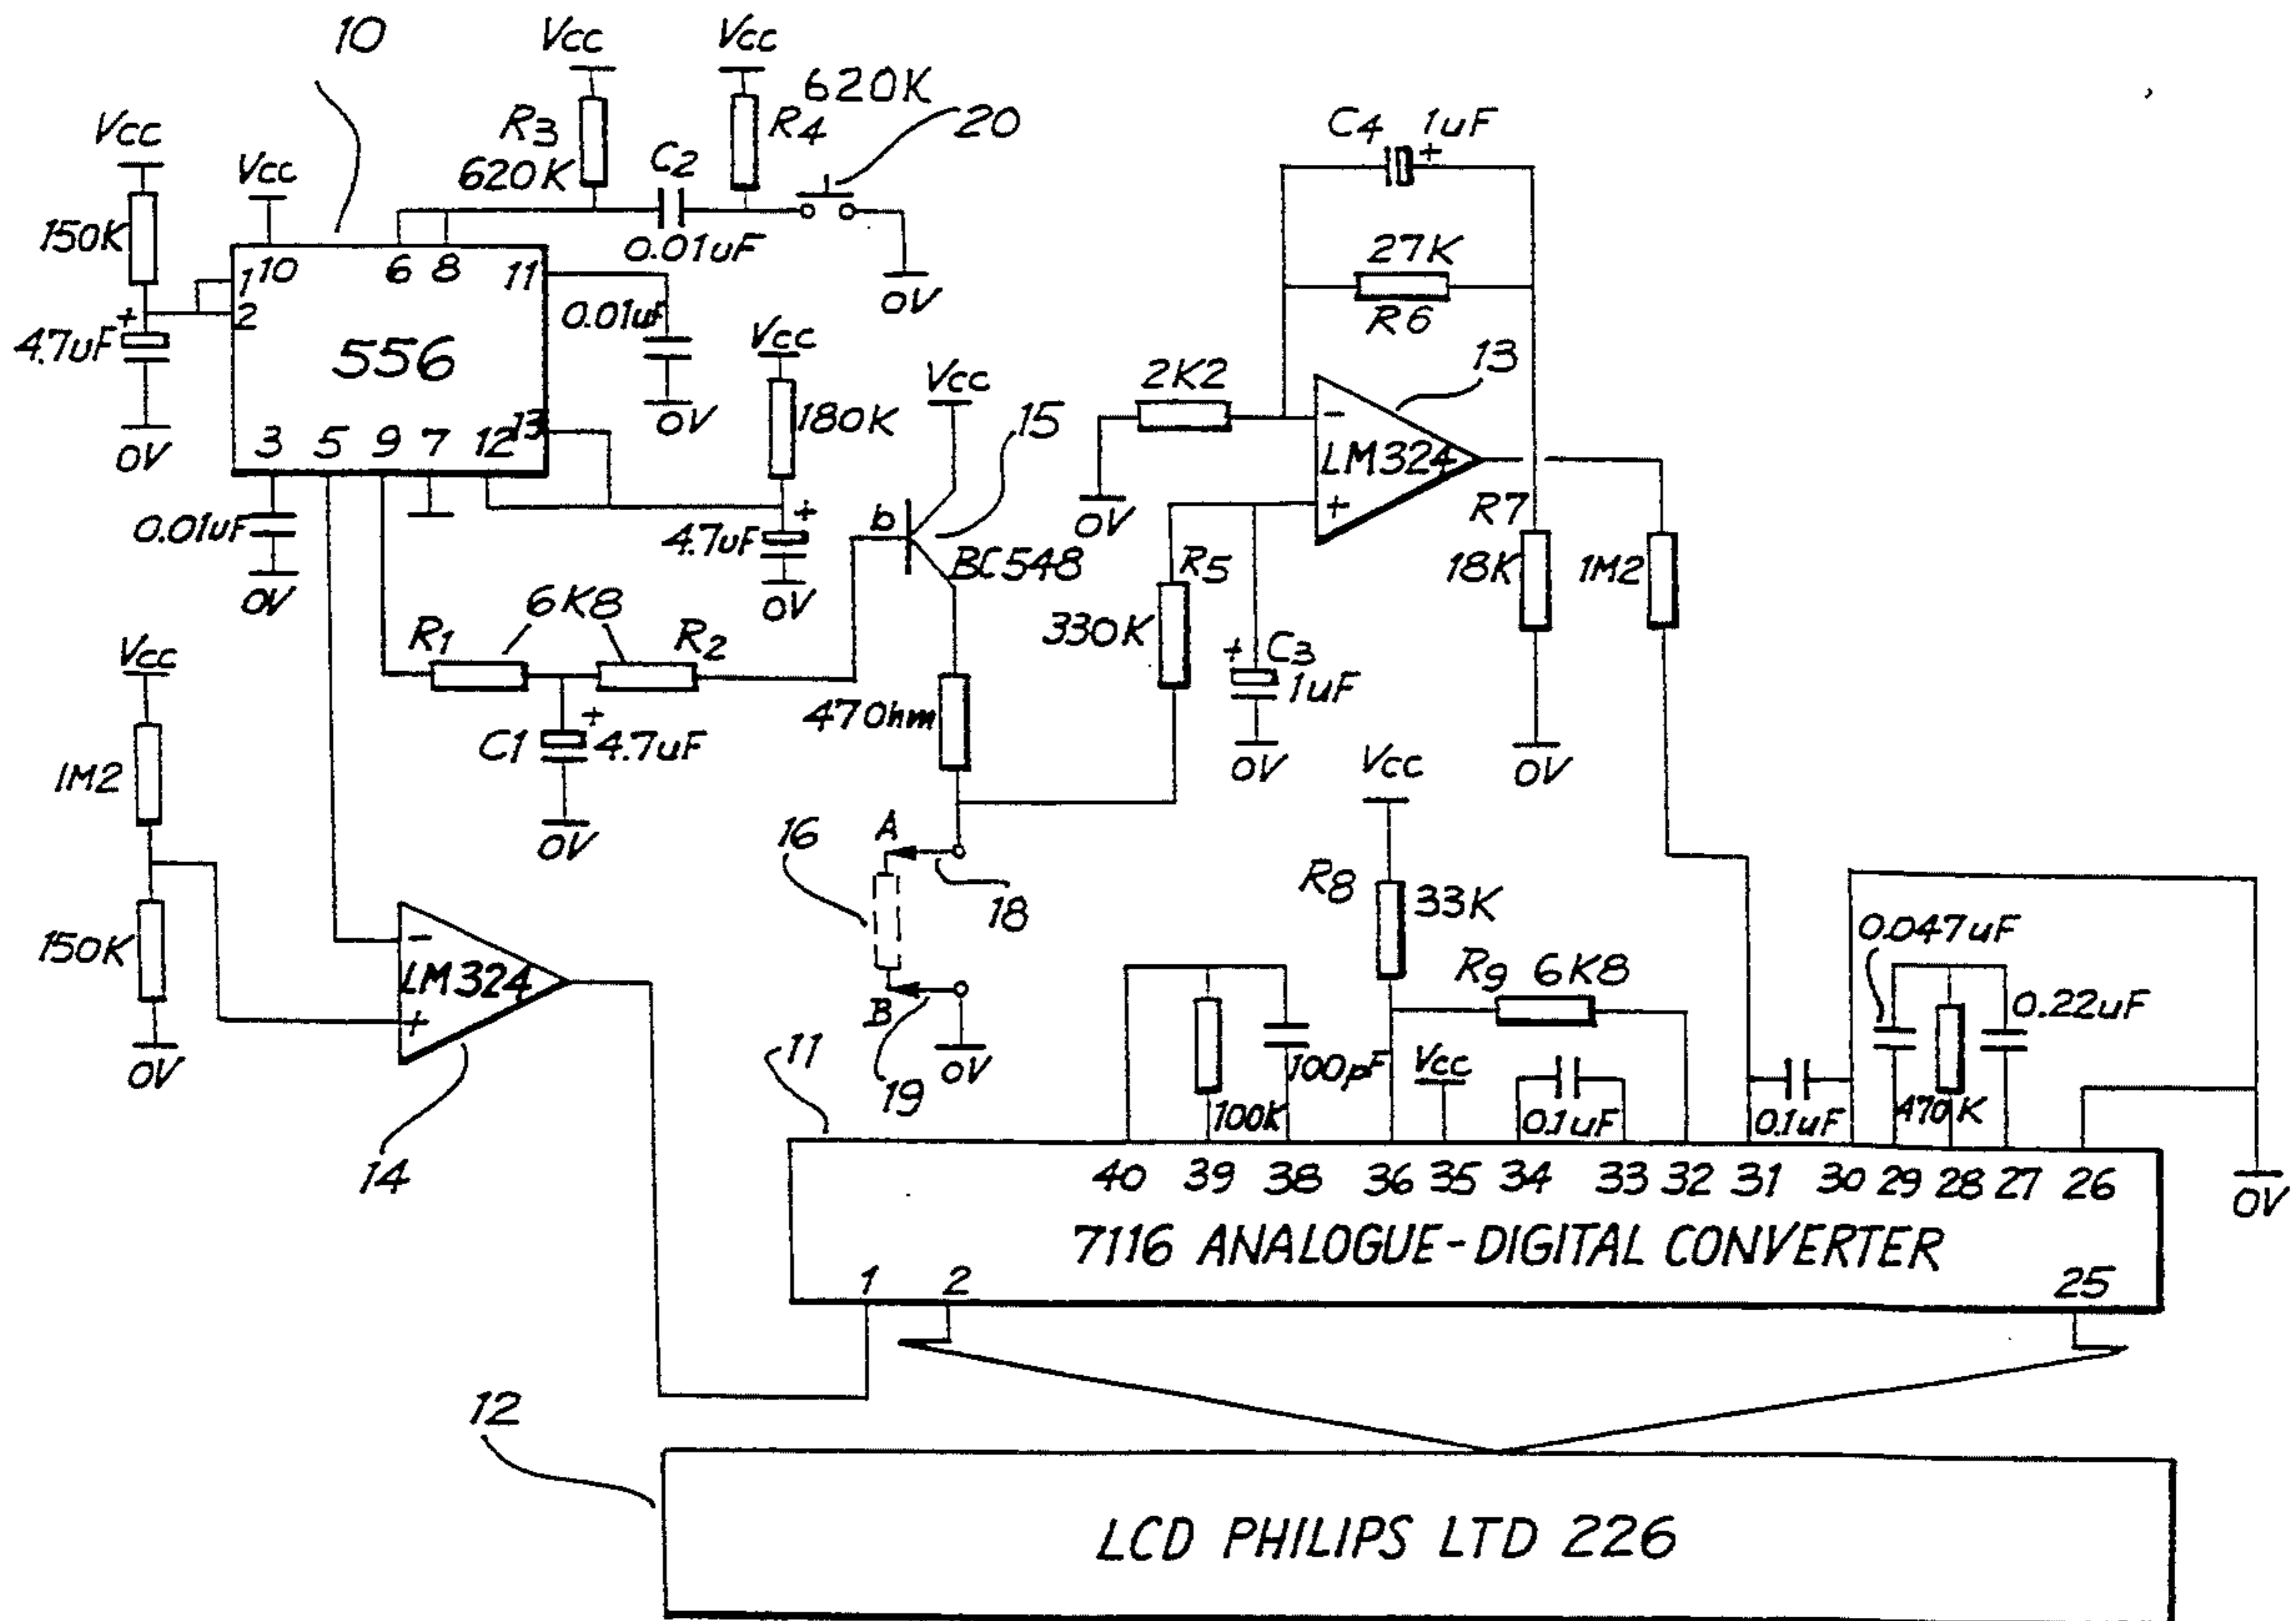 10
Vcc
Vcc
620K
20
C4 1uF
+
Vcc
R3
R4
620K
C2
Vcc
0.01uF
0V
150K
27K
R6
1 10 6 8 11
2
+
4.7uF
0V
556
0.01uF
0V
Vcc
180K
Vcc
15
2K2
13
-
LM324
+
0V
3 5 9 7 12 13
0.01uF
0V
+
4.7uF
0V
b
BC548
R7
18K
1M2
R5
330K
+
C3
1uF
0V
0V
6K8
R1
R2
+
C1
4.7uF
0V
470hm
Vcc
1M2
150K
0V
-
LM324
+
14
16
A
18
B
19
0V
Vcc
R8
33K
R9 6K8
0.047uF
0.22uF
11
100pF
Vcc
100K
0.1uF
0.1uF
470K
0V
40 39 38 36 35 34 33 32 31 30 29 28 27 26
7116 ANALOGUE-DIGITAL CONVERTER
1 2 25
12
LCD PHILIPS LTD 226